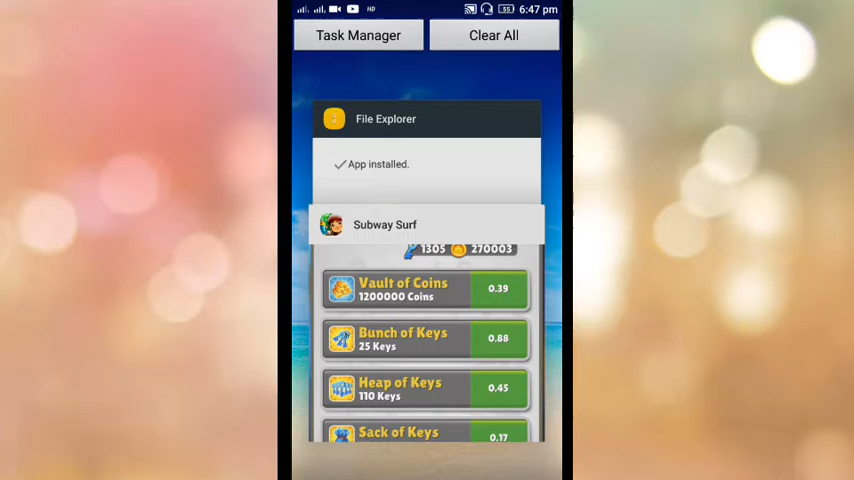 HD 55 6:47 pm
Task Manager Clear All
File Explorer
App installed.
Subway Surf
1305 270003
Vault of Coins
1200000 Coins
0.39
Bunch of Keys
25 Keys
0.88
Heap of Keys
110 Keys
0.45
Sack of Keys
0.17